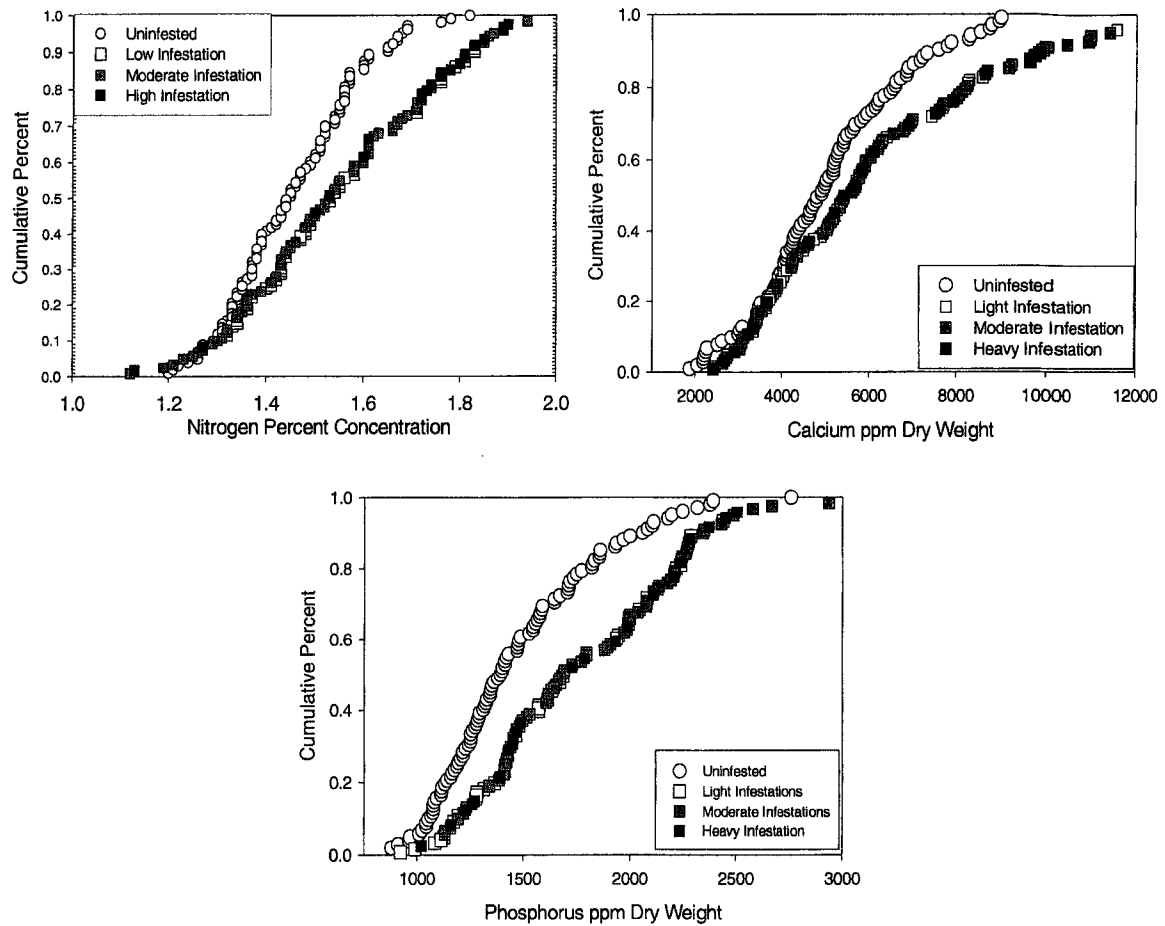 1.0
0.9
0.8
0.7
0.6
0.5
0.4
0.3
0.2
0.1
0.0
Cumulative Percent
Uninfested
Low Infestation
Moderate Infestation
High Infestation
1.0 1.2 1.4 1.6 1.8 2.0
Nitrogen Percent Concentration
1.0
0.8
0.6
0.4
0.2
0.0
Cumulative Percent
Uninfested
Light Infestation
Moderate Infestation
Heavy Infestation
2000 4000 6000 8000 10000 12000
Calcium ppm Dry Weight
1.0
0.8
0.6
0.4
0.2
0.0
Cumulative Percent
Uninfested
Light Infestations
Moderate Infestations
Heavy Infestation
1000 1500 2000 2500 3000
Phosphorus ppm Dry Weight